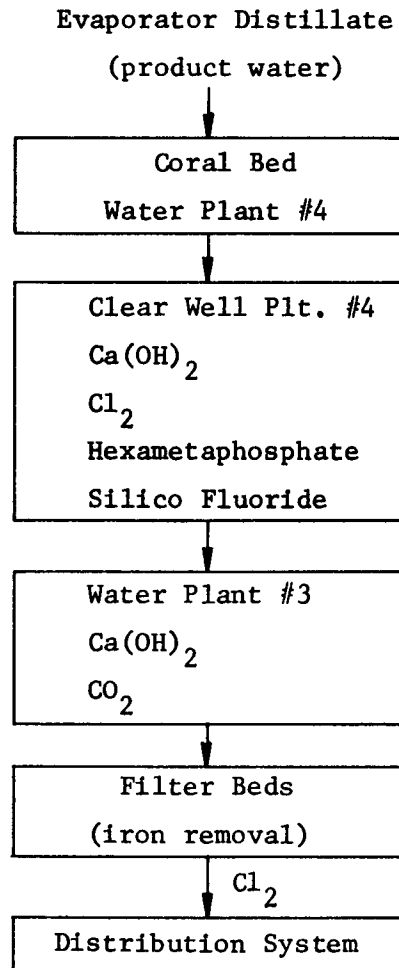 Evaporator Distillate
(product water)
Coral Bed
Water Plant #4
Clear Well Plt. #4
Ca(OH)₂
Cl₂
Hexametaphosphate
Silico Fluoride
Water Plant #3
Ca(OH)₂
CO₂
Filter Beds
(iron removal)
Cl₂
Distribution System